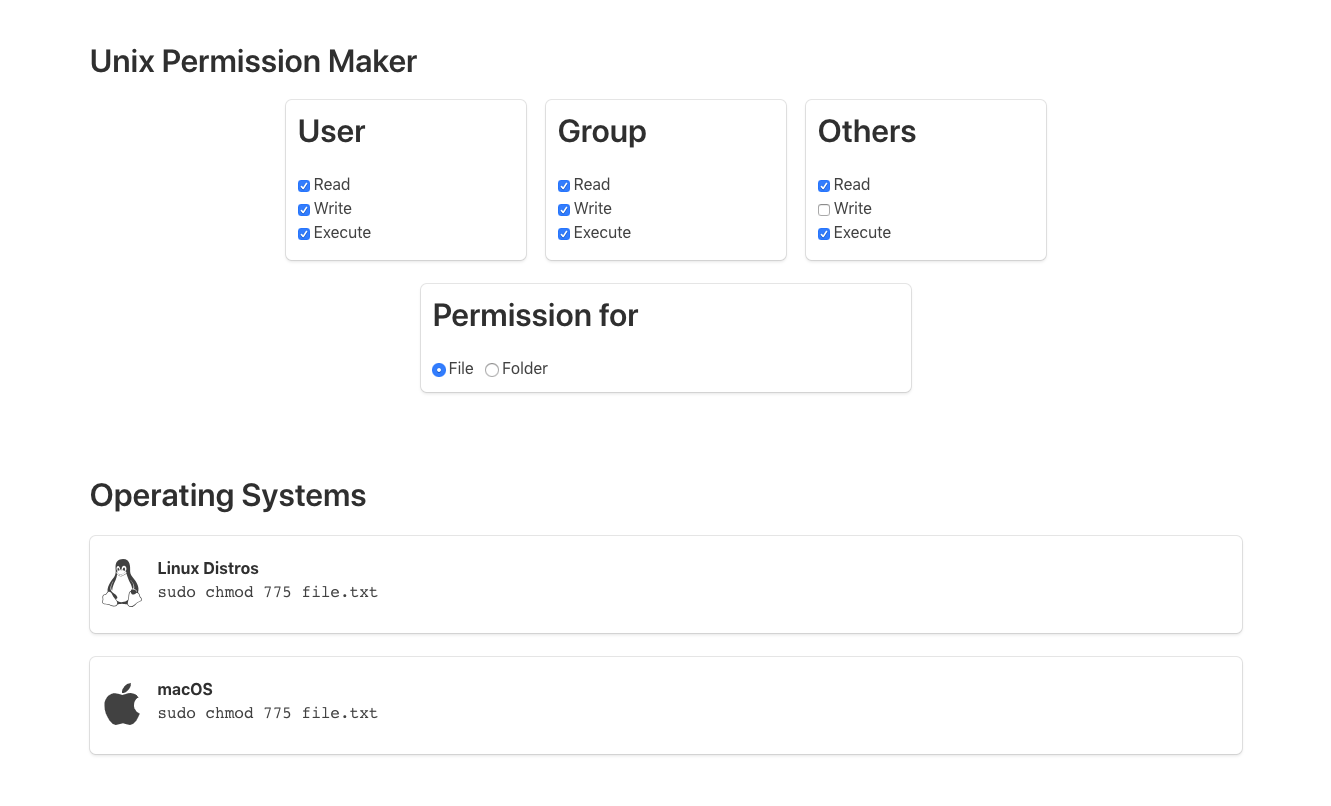 Unix Permission Maker
User
Read
Write
Execute
Group
Read
Write
Execute
Others
Read
Write
Execute
Permission for
File Folder
Operating Systems
Linux Distros
sudo chmod 775 file.txt
macOS
sudo chmod 775 file.txt